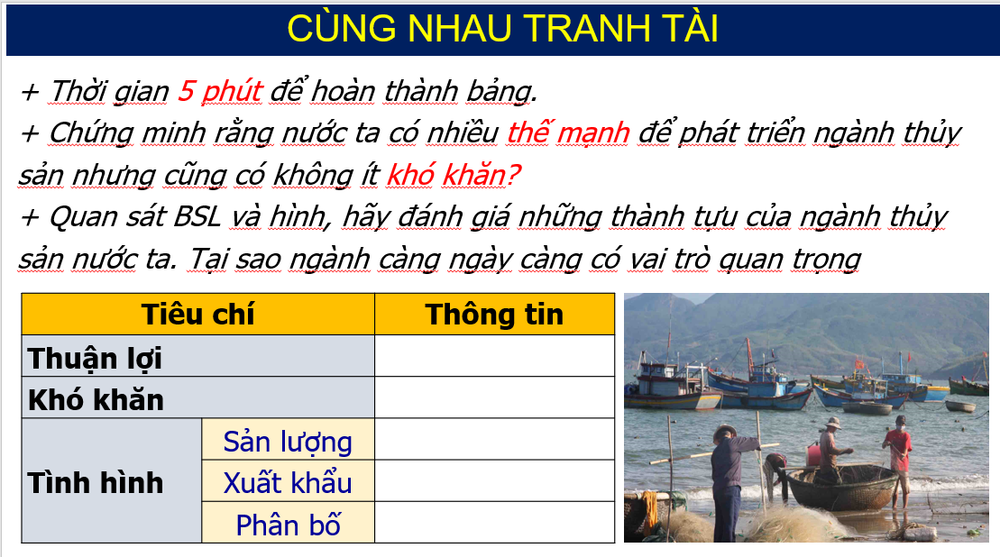 CÙNG NHAU TRANH TÀI
+ Thời gian 5 phút để hoàn thành bảng.
+ Chứng minh rằng nước ta có nhiều thế mạnh để phát triển ngành thủy
sản nhưng cũng có không ít khó khăn?
+ Quan sát BSL và hình, hãy đánh giá những thành tựu của ngành thủy
sản nước ta. Tại sao ngành càng ngày càng có vai trò quan trọng
Tiêu chí Thông tin
Thuận lợi
Khó khăn
Tình hình
Sản lượng
Xuất khẩu
Phân bố